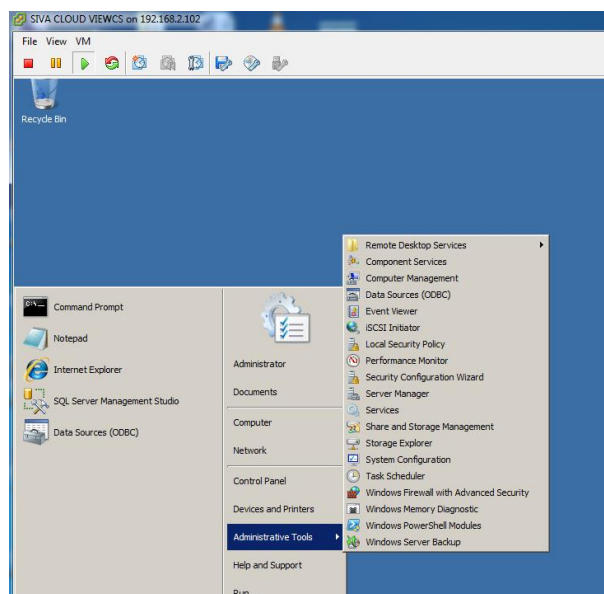 SIVA CLOUD VIEWCS on 192.168.2.102
File View VM
Recycle Bin
Command Prompt
Notepad
Internet Explorer
SQL Server Management Studio
Data Sources (ODBC)
Administrator
Documents
Computer
Network
Control Panel
Devices and Printers
Administrative Tools
Help and Support
Run
Remote Desktop Services
Component Services
Computer Management
Data Sources (ODBC)
Event Viewer
iSCSI Initiator
Local Security Policy
Performance Monitor
Security Configuration Wizard
Server Manager
Services
Share and Storage Management
Storage Explorer
System Configuration
Task Scheduler
Windows Firewall with Advanced Security
Windows Memory Diagnostic
Windows PowerShell Modules
Windows Server Backup